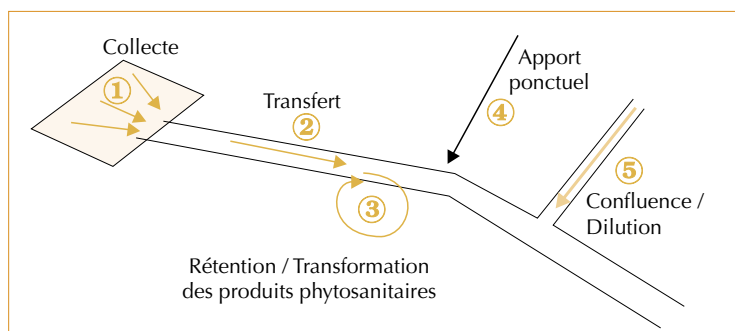 Collecte
①
Transfert
②
Apport
ponctuel
④
③
⑤
Confluence /
Dilution
Rétention / Transformation
des produits phytosanitaires